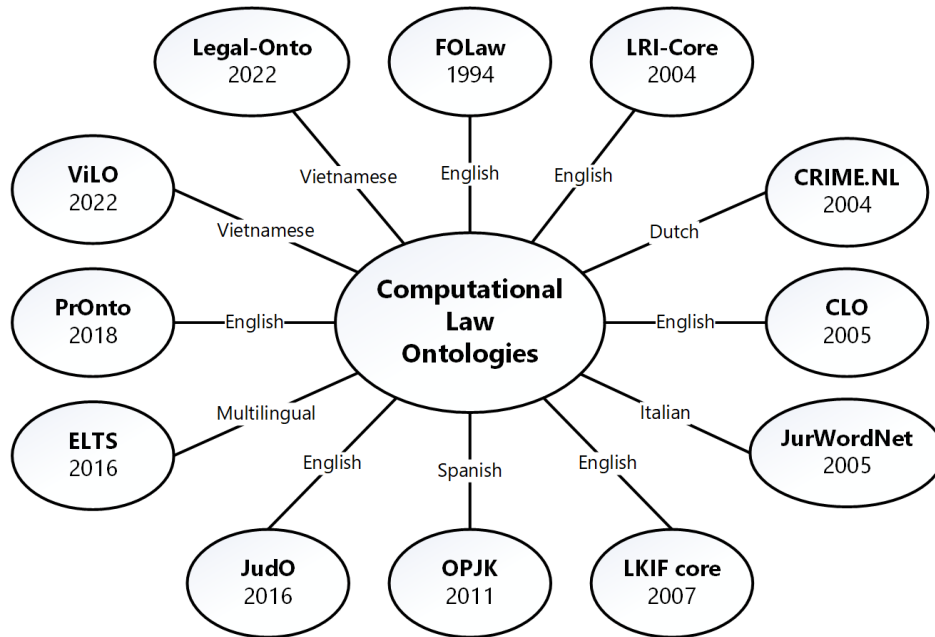 Legal-Onto
2022
FOLaw
1994
LRI-Core
2004
ViLO
2022
Vietnamese
English
English
CRIME.NL
2004
Vietnamese
Dutch
PrOnto
2018
English
Computational
Law
Ontologies
English
CLO
2005
ELTS
2016
Multilingual
Italian
JurWordNet
2005
English
Spanish
English
JudO
2016
OPJK
2011
LKIF core
2007